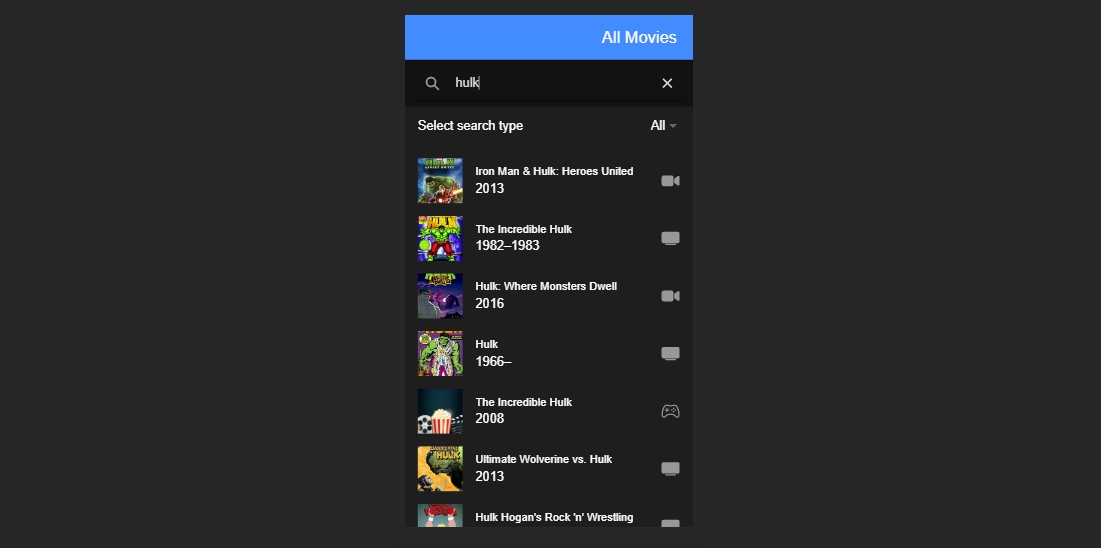 All Movies
hulk
Select search type
All
Iron Man & Hulk: Heroes United
2013
The Incredible Hulk
1982–1983
Hulk: Where Monsters Dwell
2016
Hulk
1966–
The Incredible Hulk
2008
Ultimate Wolverine vs. Hulk
2013
Hulk Hogan's Rock 'n' Wrestling